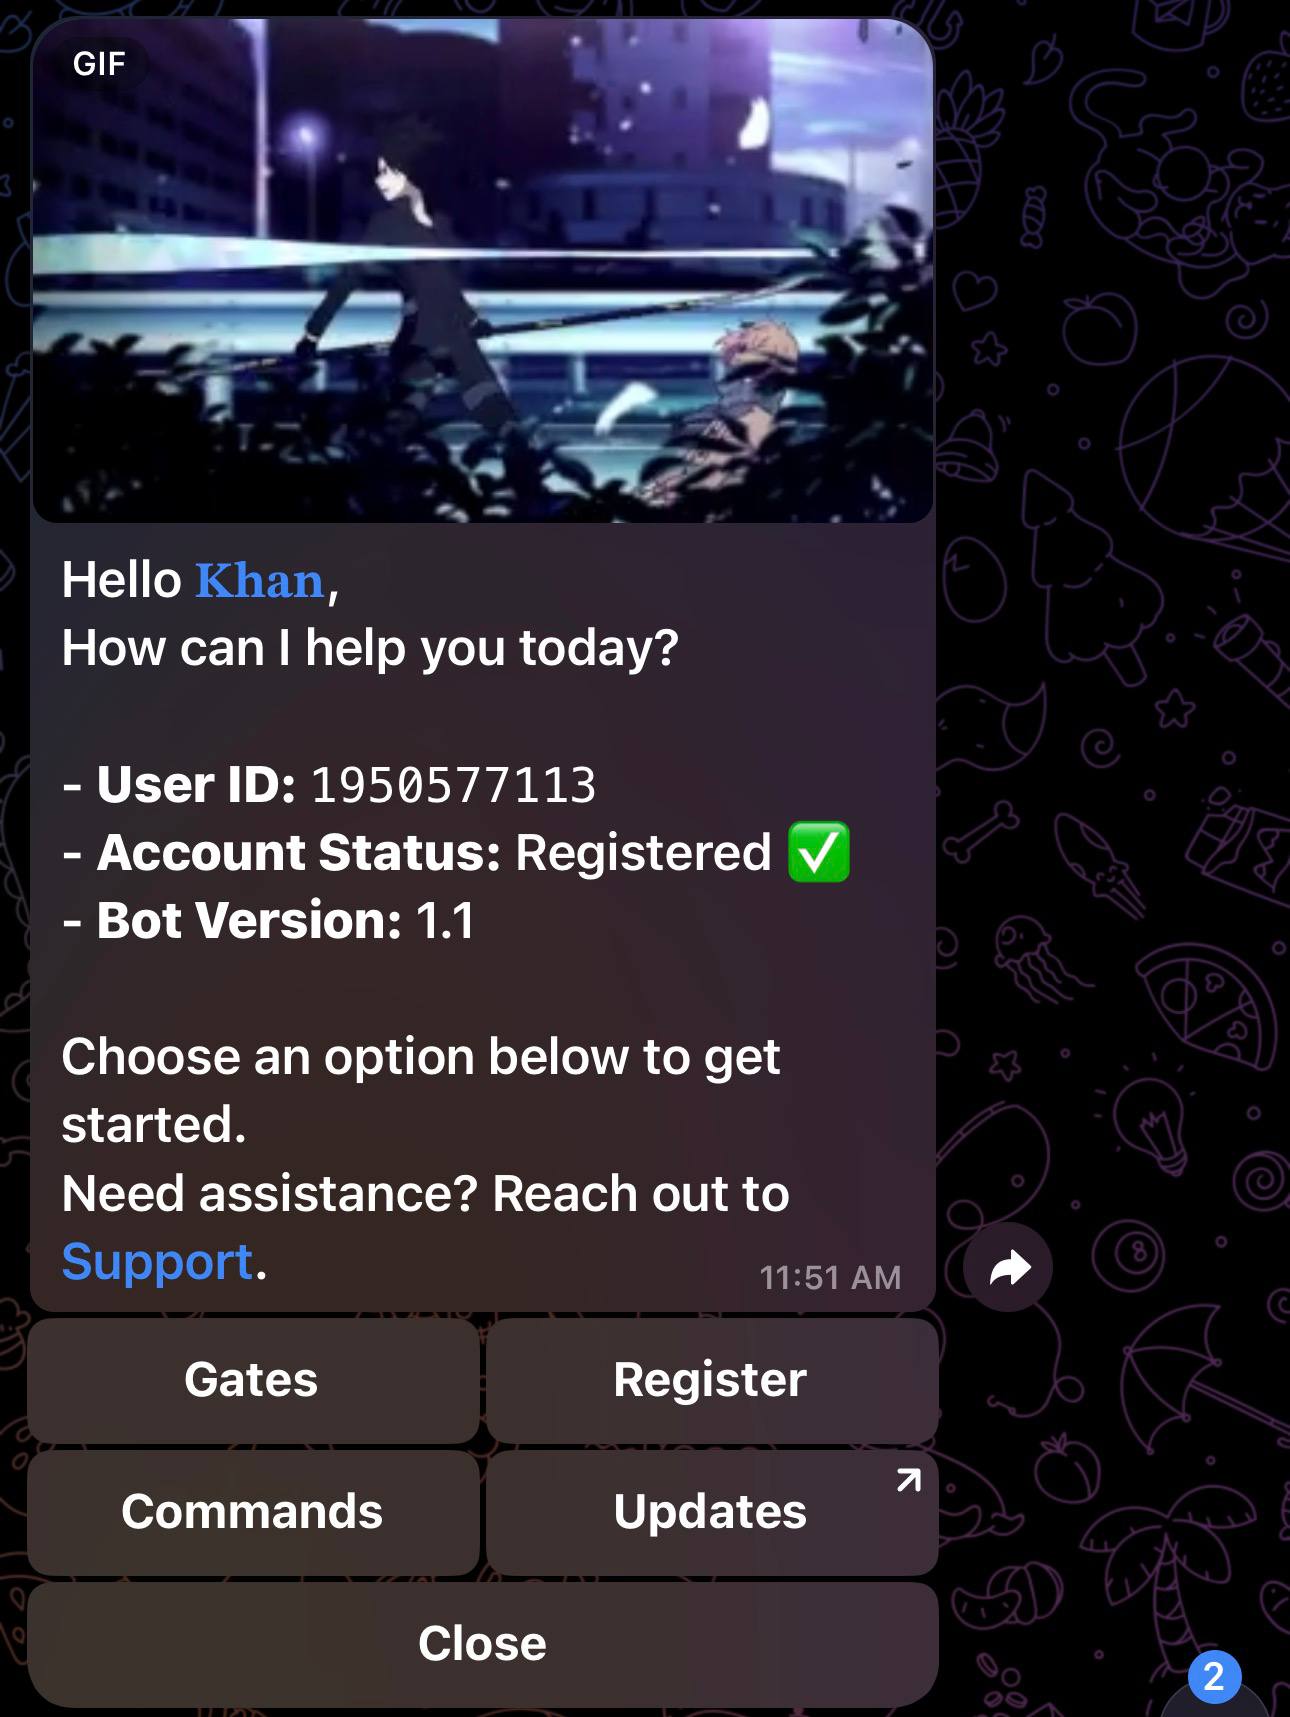 GIF
Hello Khan,
How can I help you today?
- User ID: 1950577113
- Account Status: Registered ✅
- Bot Version: 1.1
Choose an option below to get
started.
Need assistance? Reach out to
Support.
11:51 AM
Gates
Register
Commands
Updates
Close
2